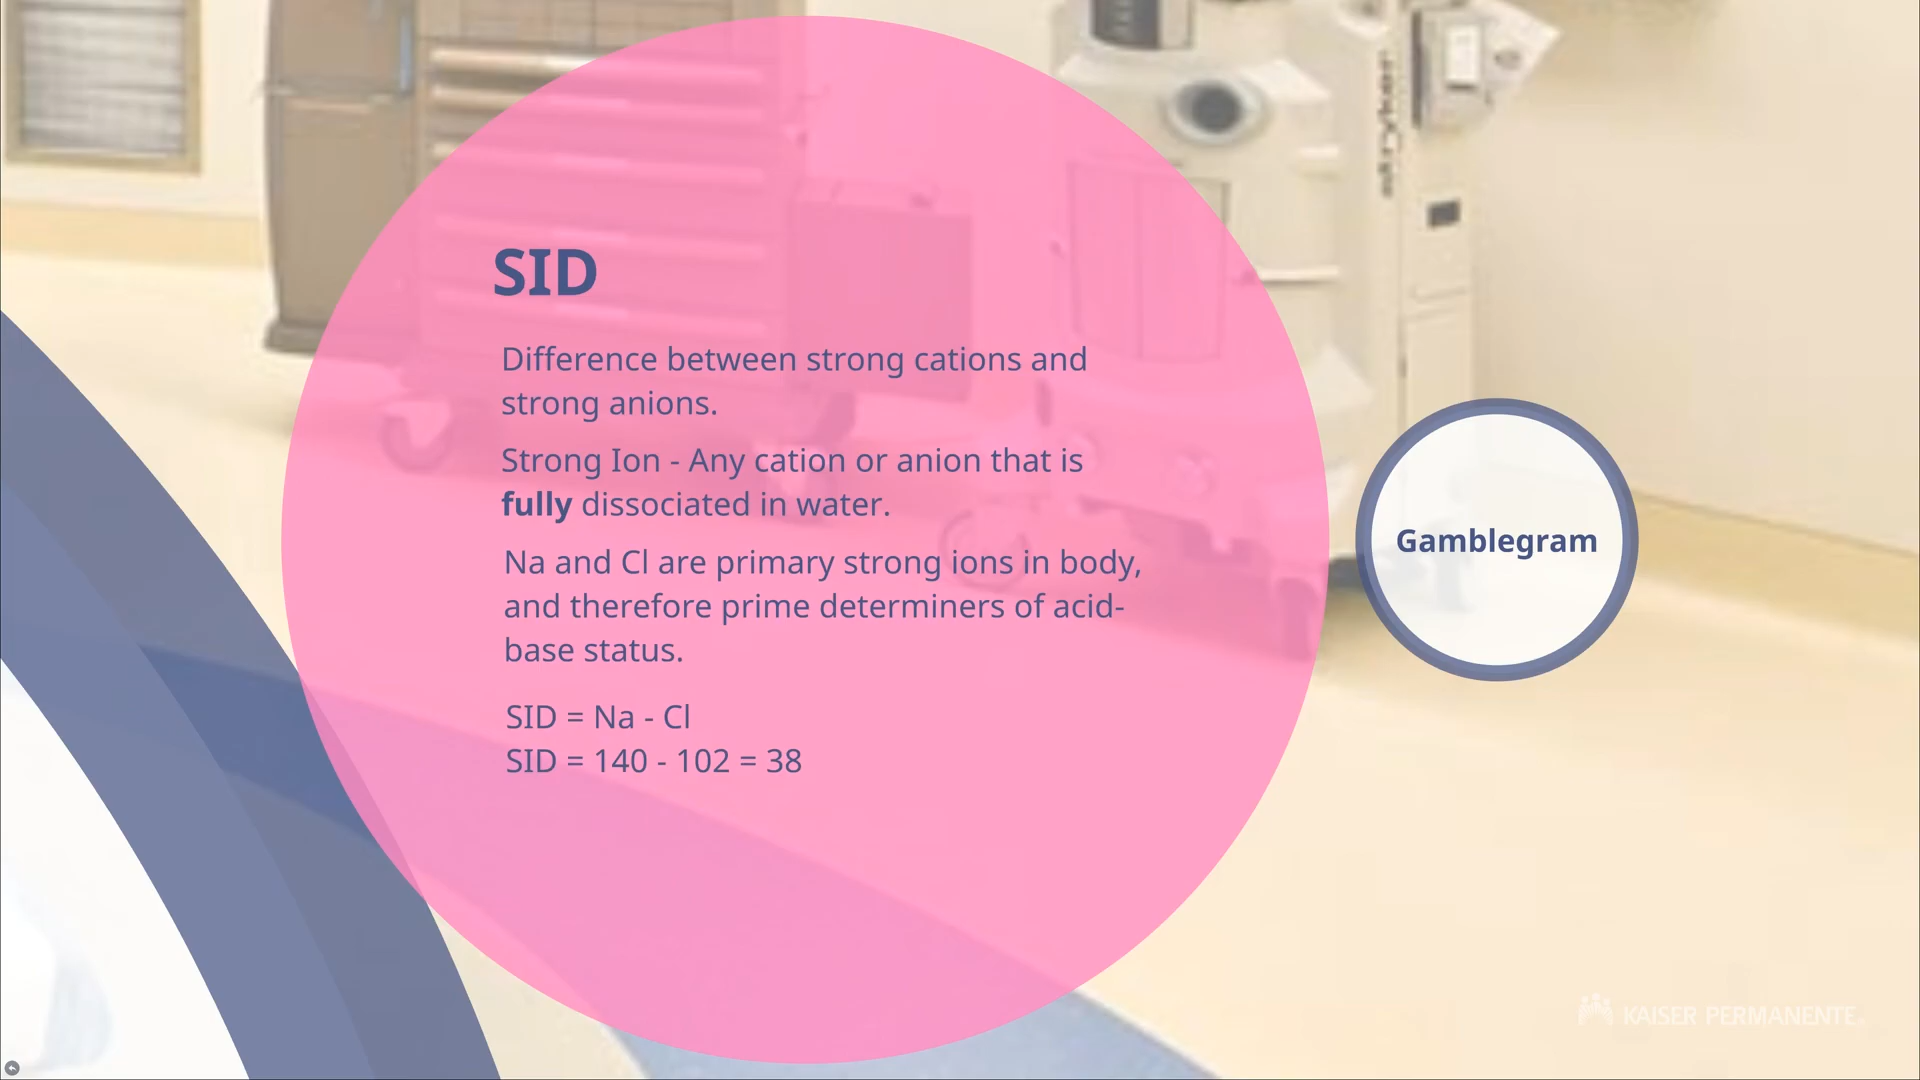 SID
Difference between strong cations and
strong anions.
Strong Ion - Any cation or anion that is
fully dissociated in water.
Na and Cl are primary strong ions in body,
and therefore prime determiners of acid-
base status.
SID = Na - Cl
SID = 140 - 102 = 38
Gamblegram
stryker
KAISER PERMANENTE.